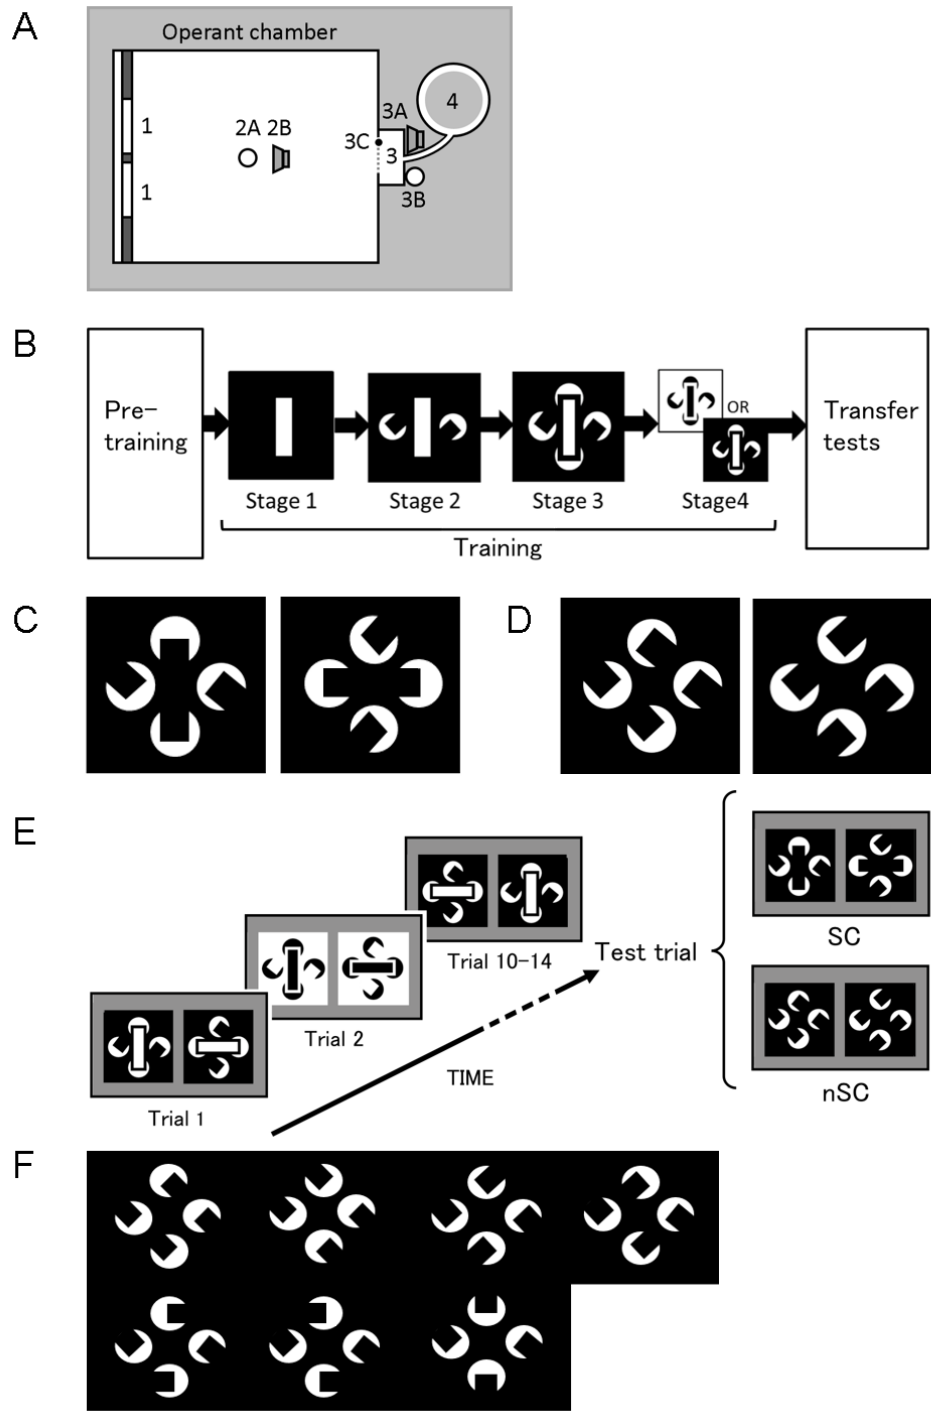 A
Operant chamber
1
1
2A 2B
3A
3C
3
3B
4
B
Pre-
training
Stage 1
Stage 2
Stage 3
OR
Stage4
Transfer
tests
Training
C
D
E
Trial 1
Trial 2
Trial 10-14
TIME
Test trial
SC
nSC
F